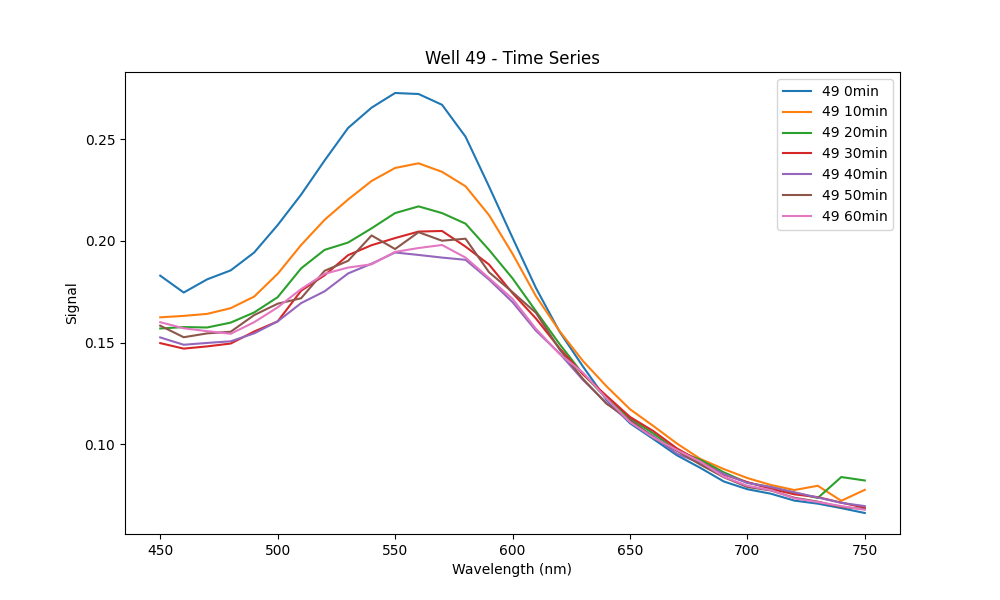 Well 49 - Time Series
49 0min
49 10min
49 20min
49 30min
49 40min
49 50min
49 60min
Signal
0.25
0.20
0.15
0.10
450 500 550 600 650 700 750
Wavelength (nm)